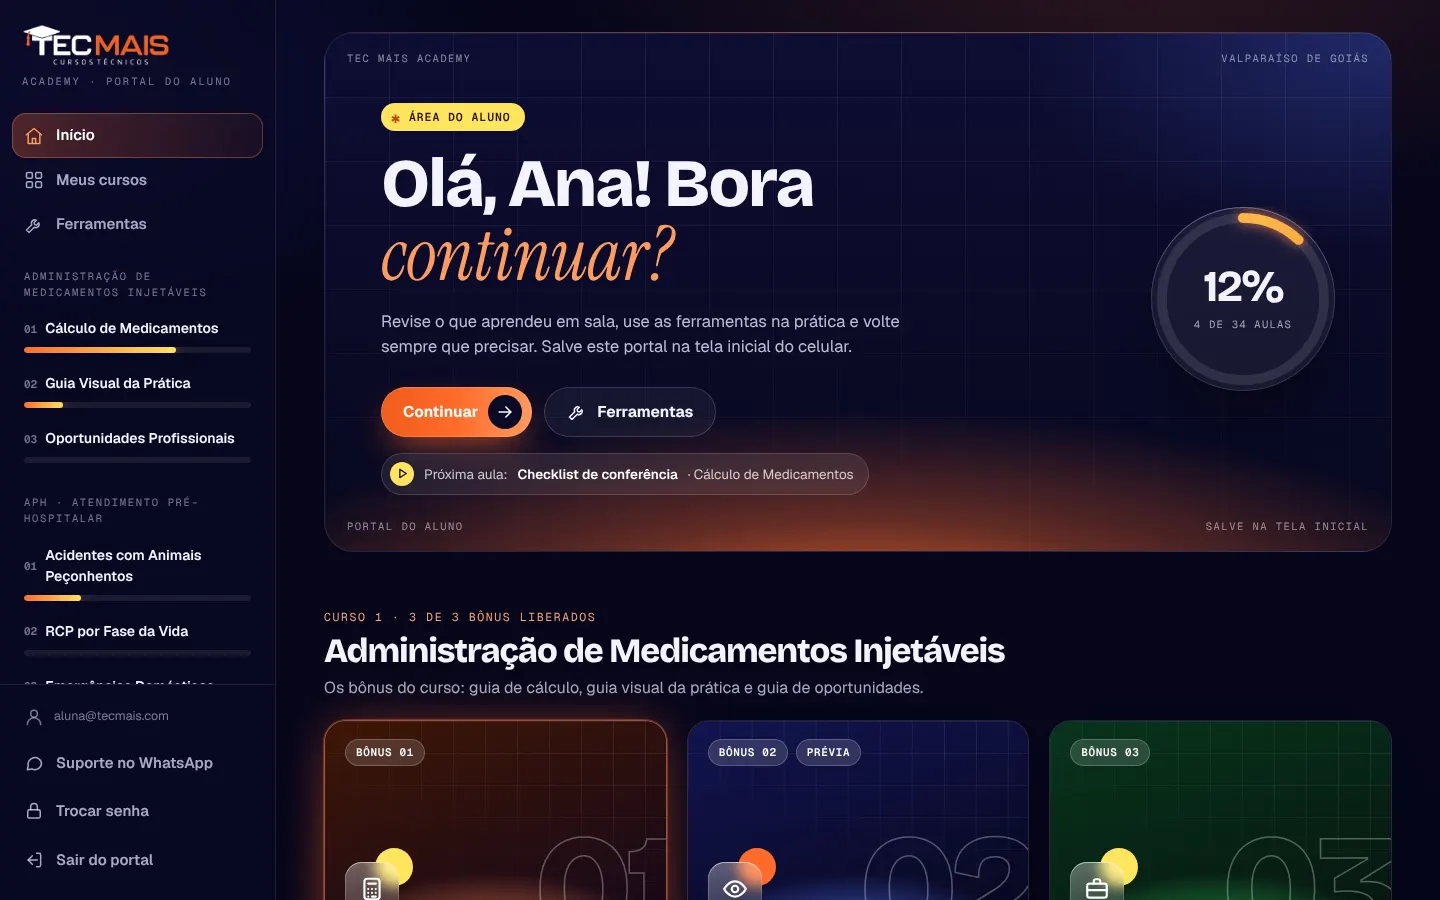 TECMAIS
CURSOS TÉCNICOS
ACADEMY · PORTAL DO ALUNO
Início
Meus cursos
Ferramentas
ADMINISTRAÇÃO DE
MEDICAMENTOS INJETÁVEIS
01 Cálculo de Medicamentos
02 Guia Visual da Prática
03 Oportunidades Profissionais
APH · ATENDIMENTO PRÉ-
HOSPITALAR
01 Acidentes com Animais
Peçonhentos
02 RCP por Fase da Vida
aluna@tecmais.com
Suporte no WhatsApp
Trocar senha
Sair do portal
TEC MAIS ACADEMY
VALPARAÍSO DE GOIÁS
ÁREA DO ALUNO
Olá, Ana! Bora
continuar?
Revise o que aprendeu em sala, use as ferramentas na prática e volte
sempre que precisar. Salve este portal na tela inicial do celular.
Continuar
Ferramentas
Próxima aula: Checklist de conferência · Cálculo de Medicamentos
12%
4 DE 34 AULAS
PORTAL DO ALUNO
SALVE NA TELA INICIAL
CURSO 1 · 3 DE 3 BÔNUS LIBERADOS
Administração de Medicamentos Injetáveis
Os bônus do curso: guia de cálculo, guia visual da prática e guia de oportunidades.
BÔNUS 01
01
BÔNUS 02 PRÉVIA
02
BÔNUS 03
03